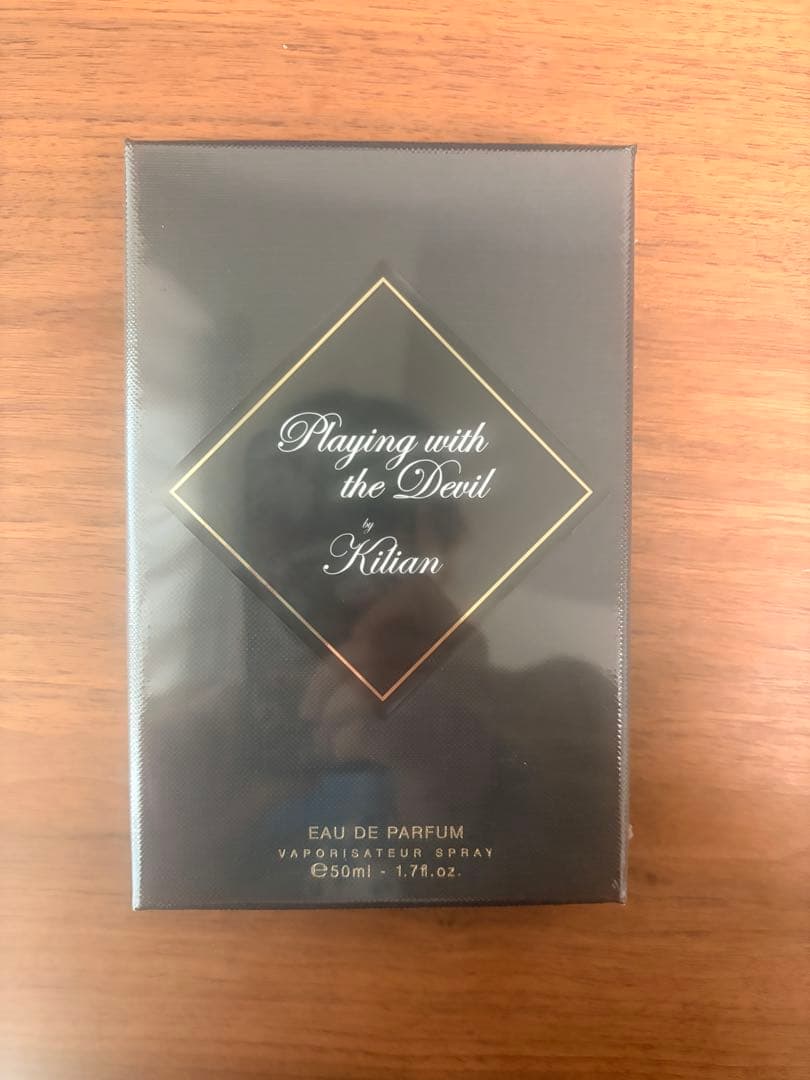 Playing with
the Devil
by
Kilian
EAU DE PARFUM
VAPORISATEUR SPRAY
℮50ml - 1.7fl.oz.